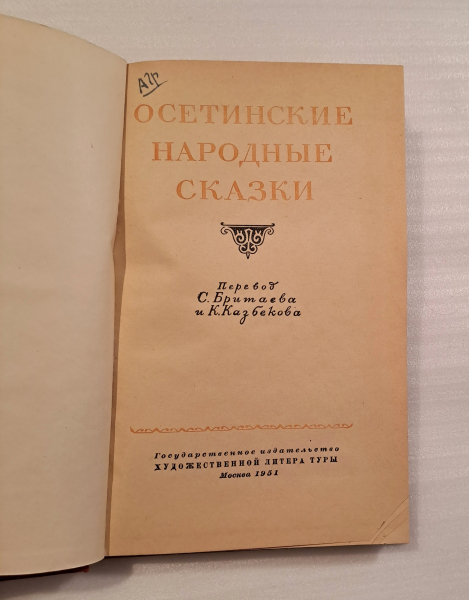 ОСЕТИНСКИЕ
НАРОДНЫЕ
СКАЗКИ
Перевод
С. Бритаева
и К. Казбекова
Государственное издательство
ХУДОЖЕСТВЕННОЙ ЛИТЕРАТУРЫ
Москва 1951